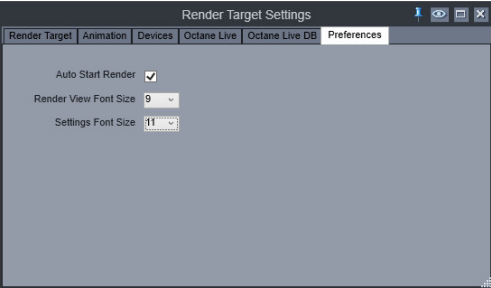 Render Target Settings
Render Target Animation Devices Octane Live Octane Live DB Preferences
Auto Start Render
Render View Font Size 9
Settings Font Size 11